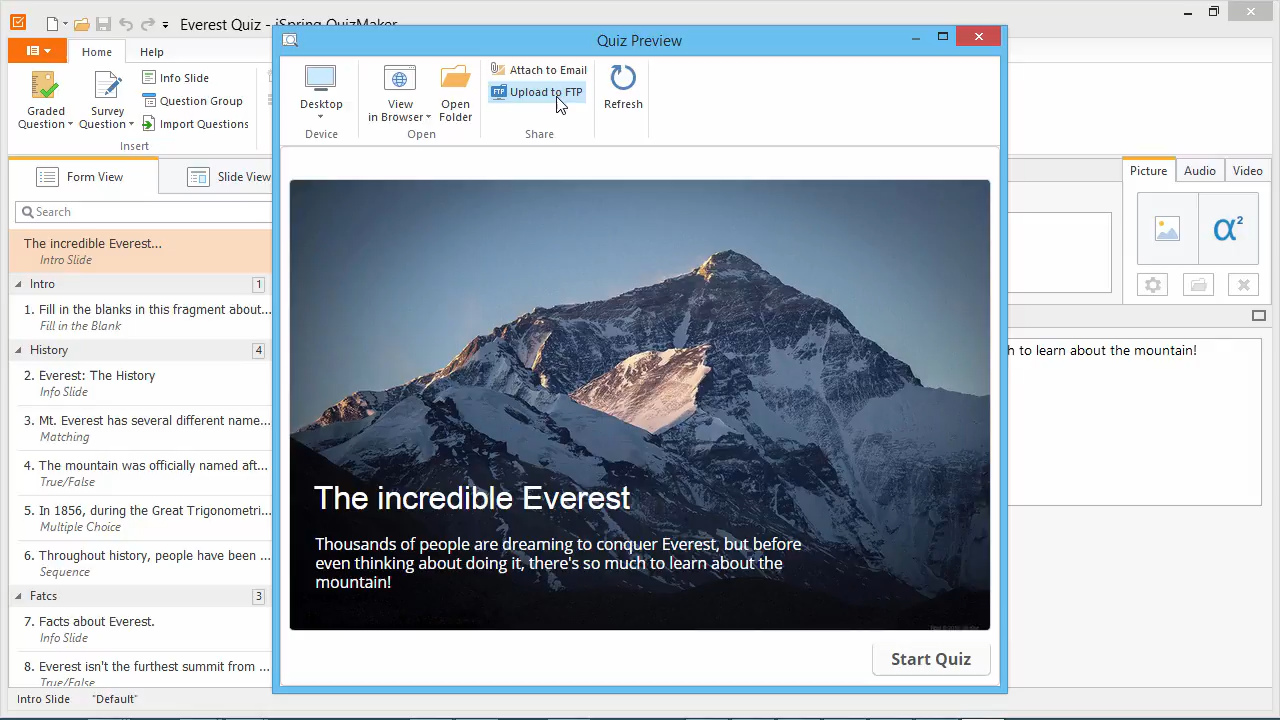 Everest Quiz - iSpring QuizMaker
Home
Help
Graded
Question
Survey
Question
Info Slide
Question Group
Import Questions
Insert
Form View
Slide View
Search
The incredible Everest...
Intro Slide
Intro
1
1. Fill in the blanks in this fragment about...
Fill in the Blank
History
4
2. Everest: The History
Info Slide
3. Mt. Everest has several different name...
Matching
4. The mountain was officially named aft...
True/False
5. In 1856, during the Great Trigonometri...
Multiple Choice
6. Throughout history, people have been ...
Sequence
Fatcs
3
7. Facts about Everest.
Info Slide
8. Everest isn't the furthest summit from ...
True/False
Intro Slide
"Default"
Quiz Preview
Desktop
Device
View
in Browser
Open
Folder
Open
Attach to Email
FTP Upload to FTP
Share
Refresh
The incredible Everest
Thousands of people are dreaming to conquer Everest, but before
even thinking about doing it, there's so much to learn about the
mountain!
Start Quiz
Picture
Audio
Video
α²
h to learn about the mountain!